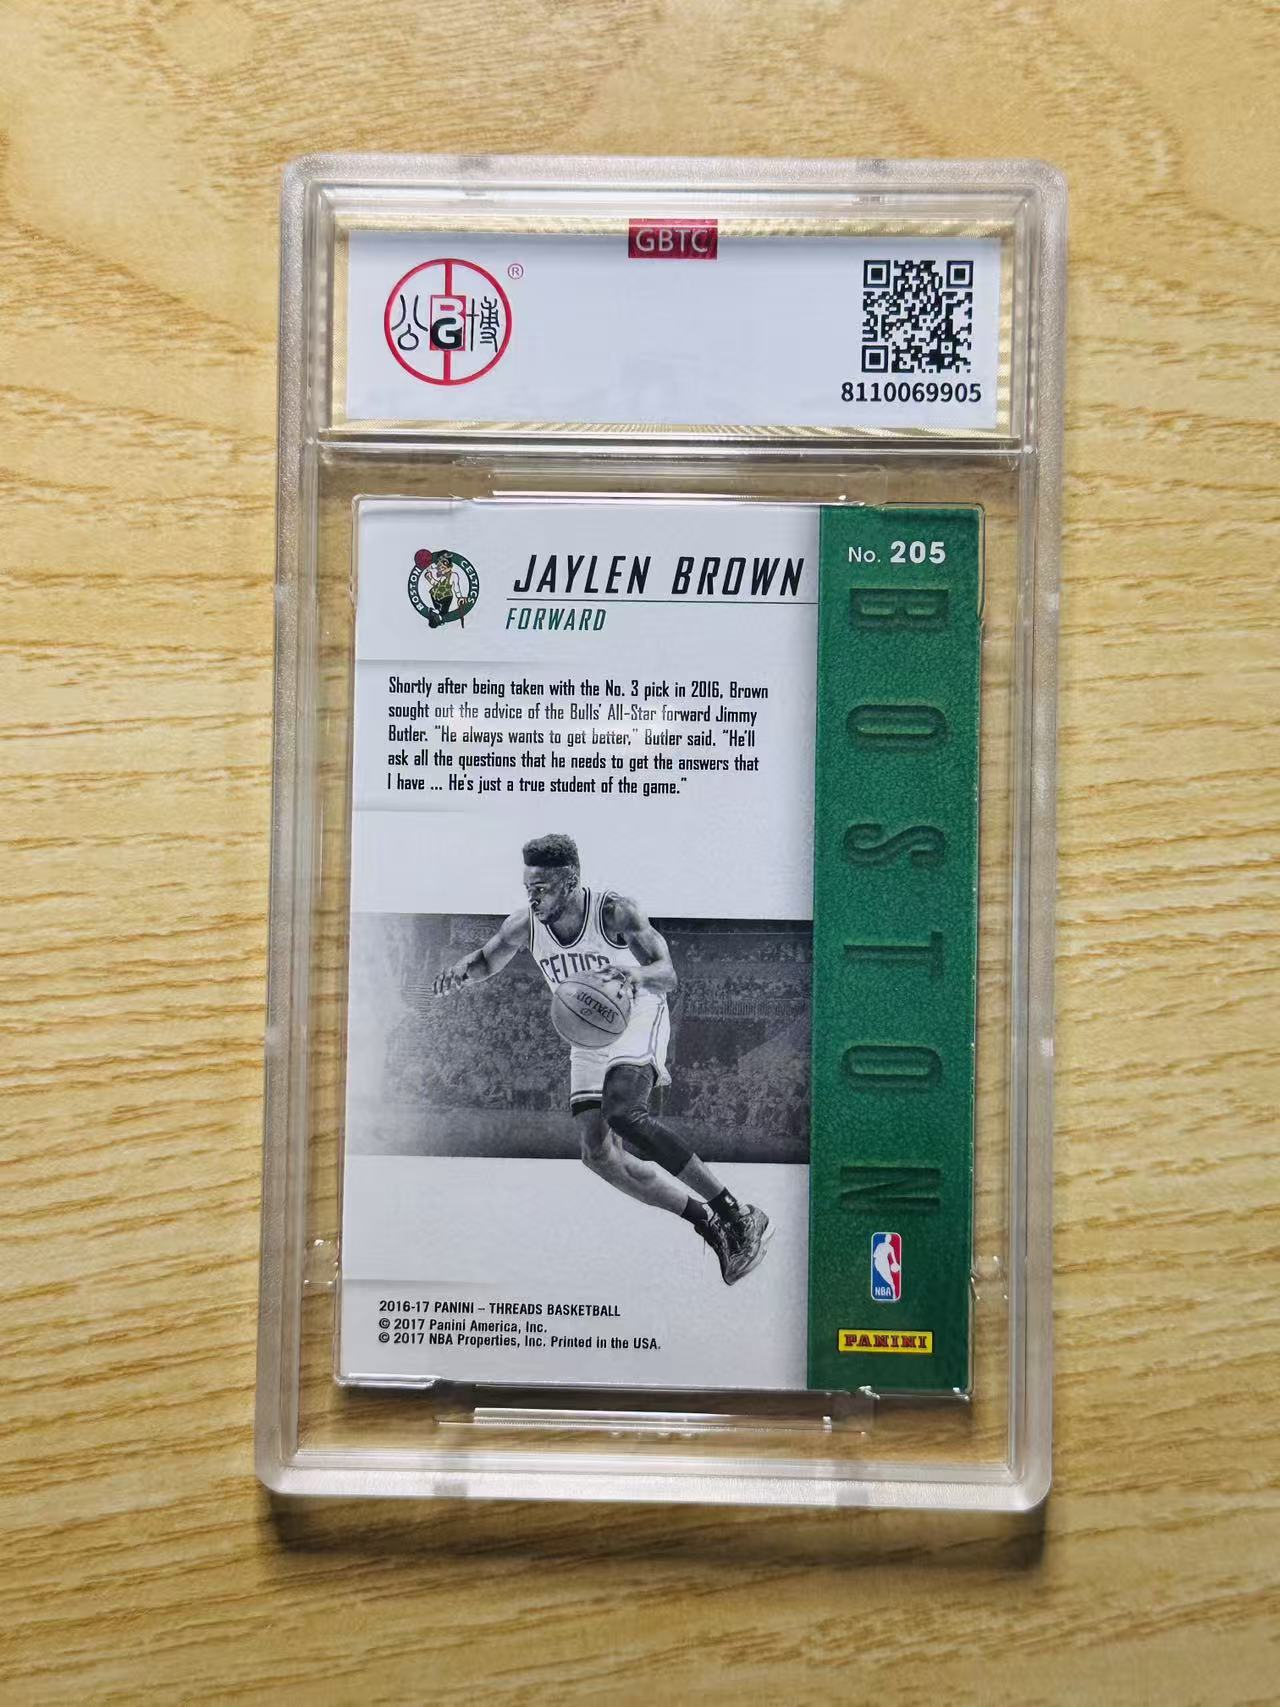 GBTC
公 BG 博 ®
8110069905
No. 205
JAYLEN BROWN
FORWARD
BOSTON CELTICS
Shortly after being taken with the No. 3 pick in 2016, Brown
sought out the advice of the Bulls' All-Star forward Jimmy
Butler. "He always wants to get better," Butler said. "He'll
ask all the questions that he needs to get the answers that
I have ... He's just a true student of the game."
BOSTON
CELTICS
SPALDING
NBA
PANINI
2016-17 PANINI – THREADS BASKETBALL
© 2017 Panini America, Inc.
© 2017 NBA Properties, Inc. Printed in the USA.